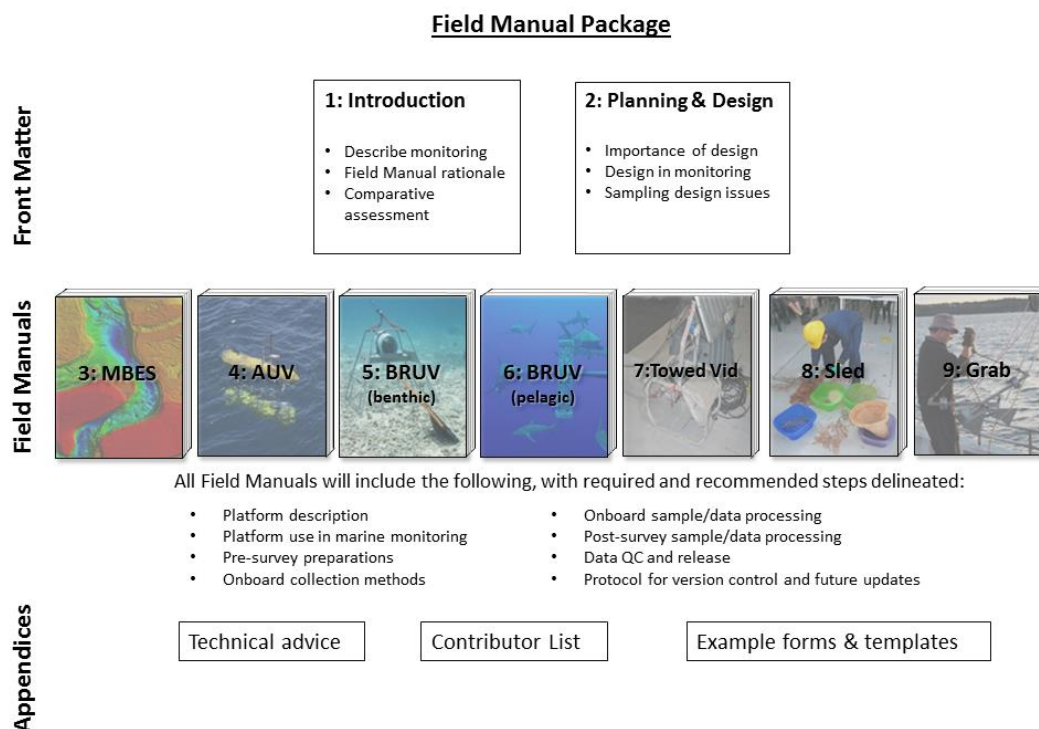 Field Manual Package
Front Matter
1: Introduction
• Describe monitoring
• Field Manual rationale
• Comparative
assessment
2: Planning & Design
• Importance of design
• Design in monitoring
• Sampling design issues
Field Manuals
3: MBES
4: AUV
5: BRUV
(benthic)
6: BRUV
(pelagic)
7:Towed Vid
8: Sled
9: Grab
All Field Manuals will include the following, with required and recommended steps delineated:
• Platform description
• Platform use in marine monitoring
• Pre-survey preparations
• Onboard collection methods
• Onboard sample/data processing
• Post-survey sample/data processing
• Data QC and release
• Protocol for version control and future updates
Appendices
Technical advice
Contributor List
Example forms & templates